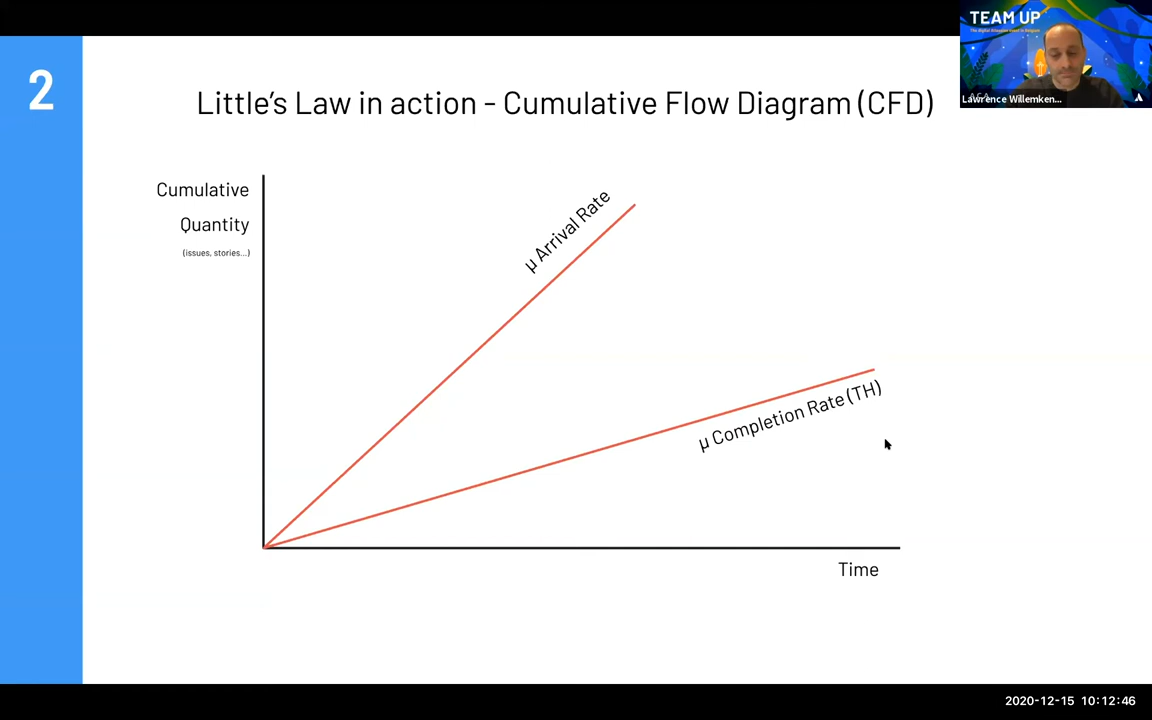 2
Little's Law in action - Cumulative Flow Diagram (CFD)
TEAM UP
Lawrence Willemken...
Cumulative
Quantity
(issues, stories...)
μ Arrival Rate
μ Completion Rate (TH)
Time
2020-12-15 10:12:46